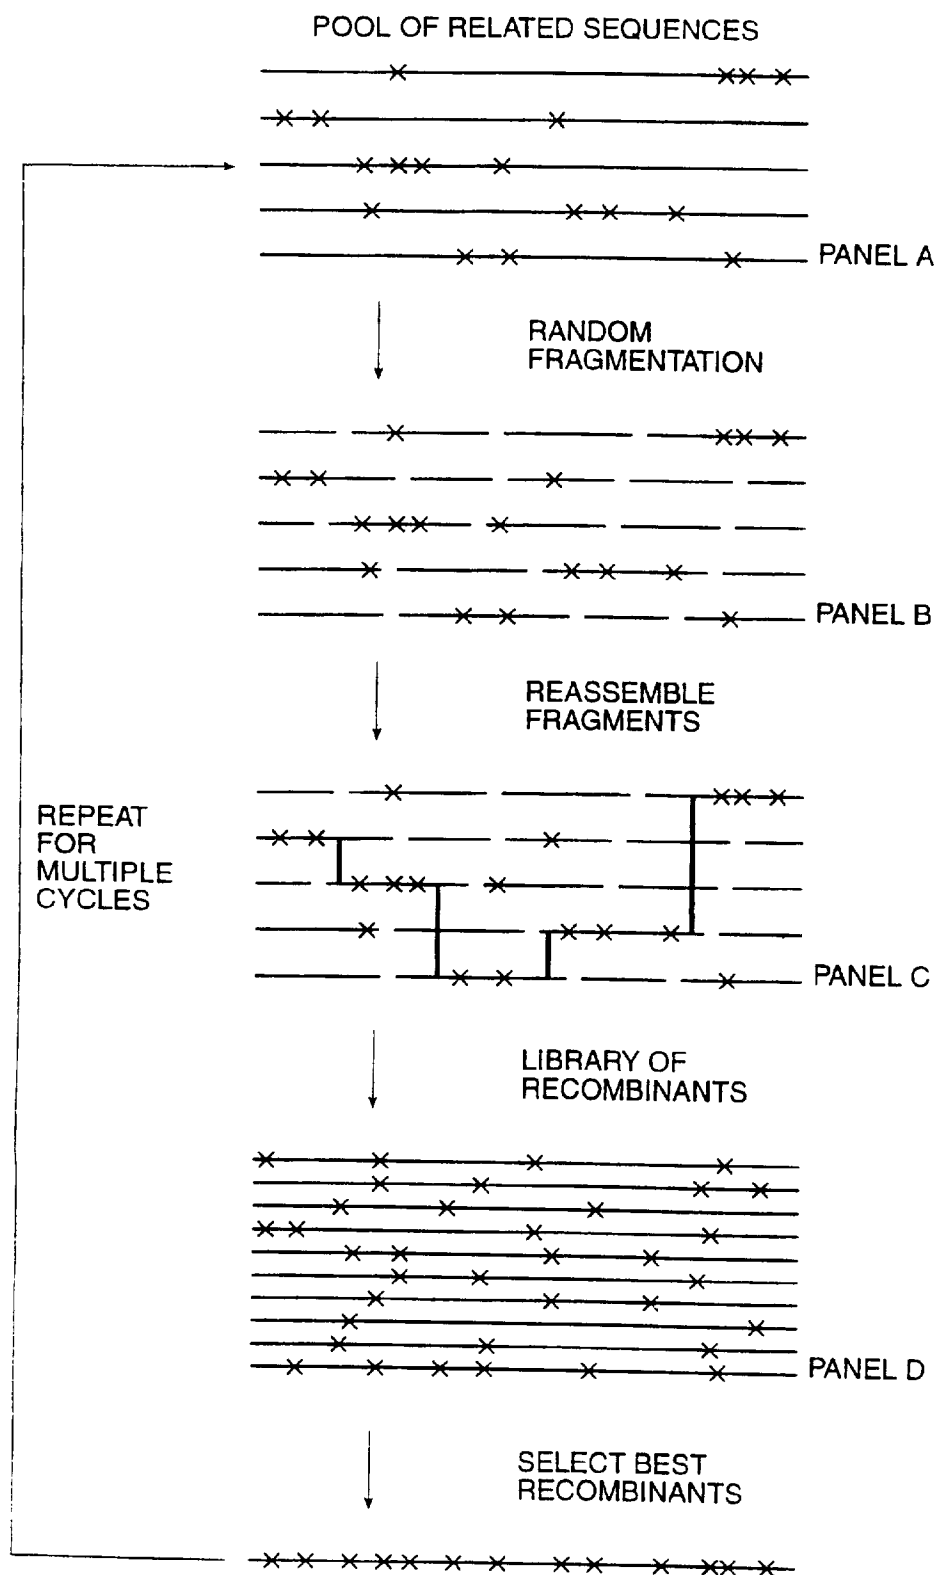 POOL OF RELATED SEQUENCES
PANEL A
RANDOM
FRAGMENTATION
PANEL B
REASSEMBLE
FRAGMENTS
REPEAT
FOR
MULTIPLE
CYCLES
PANEL C
LIBRARY OF
RECOMBINANTS
PANEL D
SELECT BEST
RECOMBINANTS